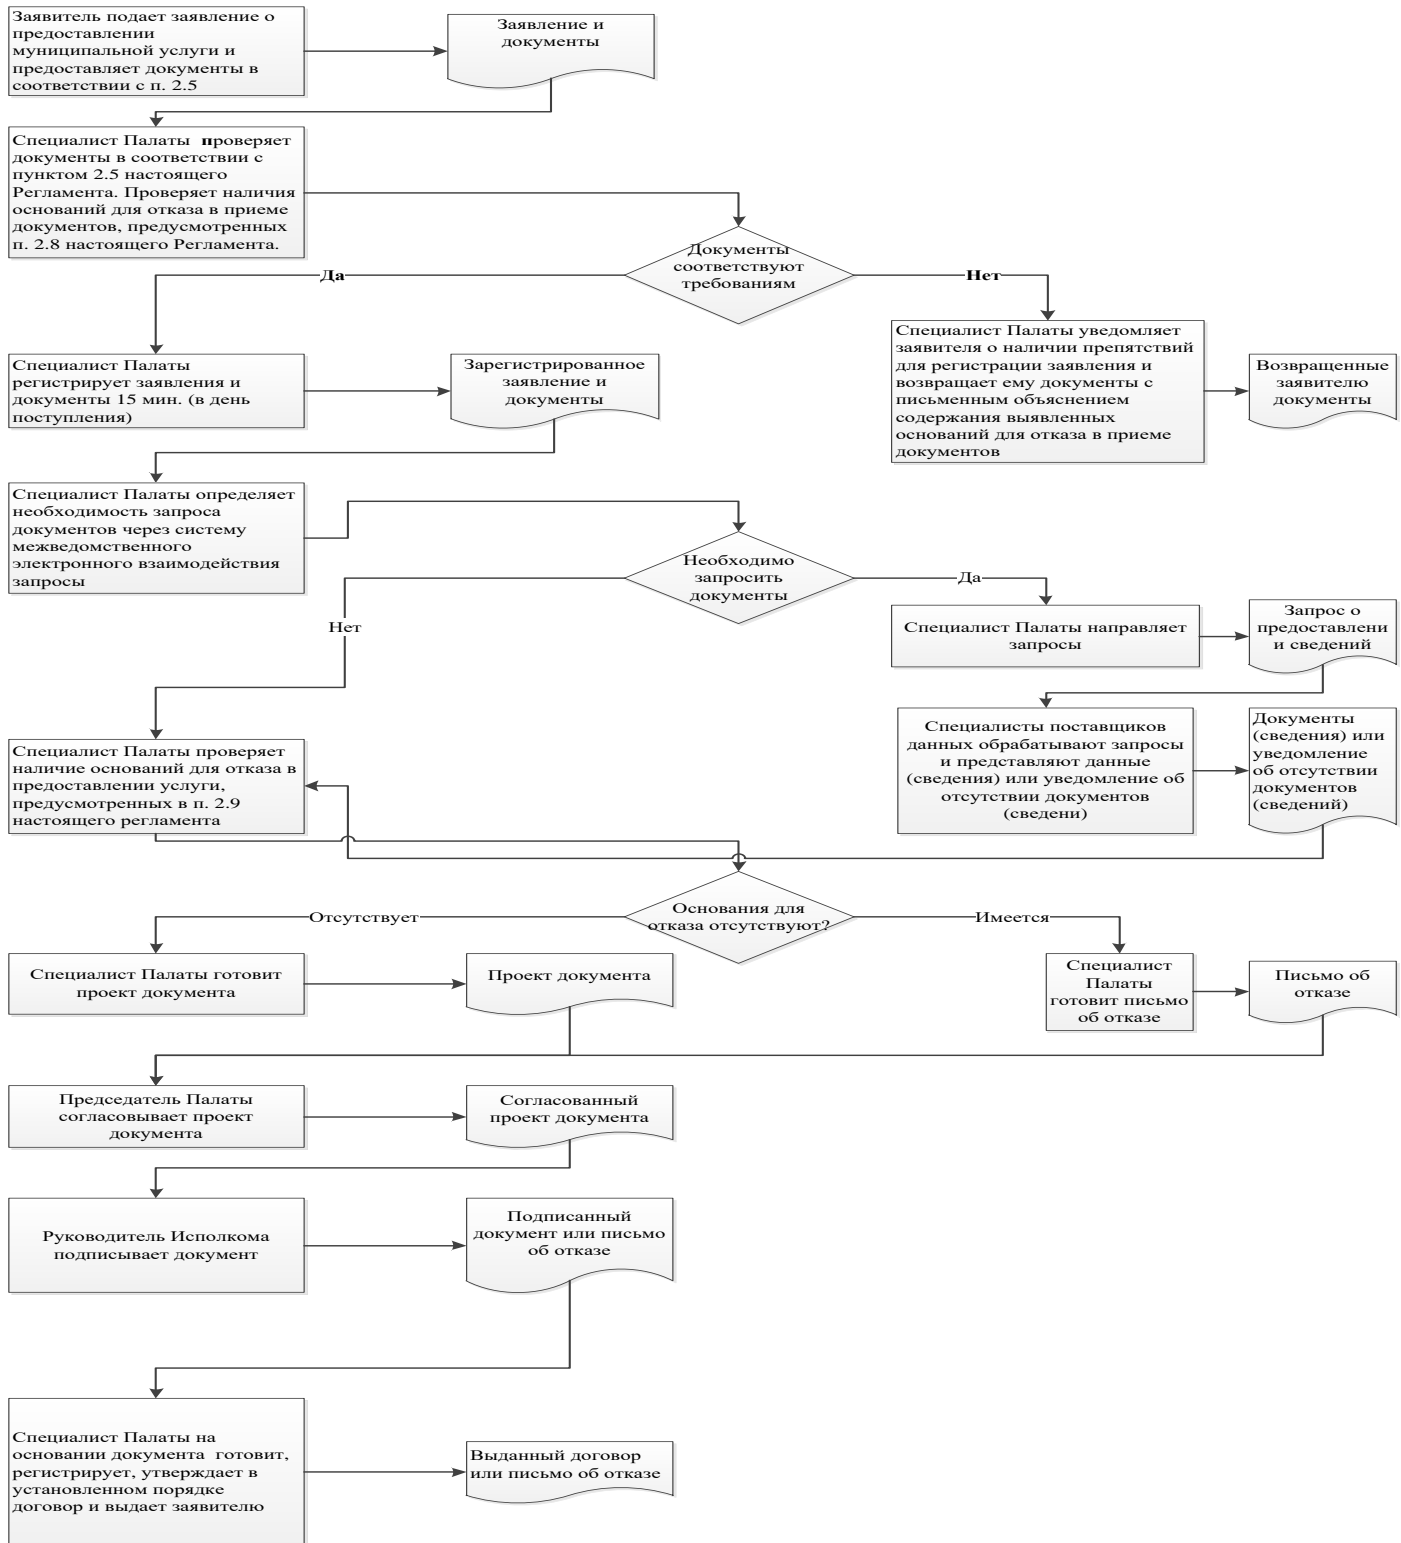 Заявитель подает заявление о
предоставлении
муниципальной услуги и
предоставляет документы в
соответствии с п. 2.5
Заявление и
документы
Специалист Палаты проверяет
документы в соответствии с
пунктом 2.5 настоящего
Регламента. Проверяет наличия
оснований для отказа в приеме
документов, предусмотренных
п. 2.8 настоящего Регламента.
Документы
соответствуют
требованиям
Да
Нет
Специалист Палаты
регистрирует заявления и
документы 15 мин. (в день
поступления)
Зарегистрированное
заявление и
документы
Специалист Палаты уведомляет
заявителя о наличии препятствий
для регистрации заявления и
возвращает ему документы с
письменным объяснением
содержания выявленных
оснований для отказа в приеме
документов
Возвращенные
заявителю
документы
Специалист Палаты определяет
необходимость запроса
документов через систему
межведомственного
электронного взаимодействия
запросы
Необходимо
запросить
документы
Да
Нет
Специалист Палаты направляет
запросы
Запрос о
предоставлени
и сведений
Специалист Палаты проверяет
наличие оснований для отказа в
предоставлении услуги,
предусмотренных в п. 2.9
настоящего регламента
Специалисты поставщиков
данных обрабатывают запросы
и представляют данные
(сведения) или уведомление об
отсутствии документов
(сведени)
Документы
(сведения) или
уведомление
об отсутствии
документов
(сведений)
Основания для
отказа отсутствуют?
Отсутствует
Имеется
Специалист Палаты готовит
проект документа
Проект документа
Специалист
Палаты
готовит письмо
об отказе
Письмо об
отказе
Председатель Палаты
согласовывает проект
документа
Согласованный
проект документа
Руководитель Исполкома
подписывает документ
Подписанный
документ или письмо
об отказе
Специалист Палаты на
основании документа  готовит,
регистрирует, утверждает в
установленном порядке
договор и выдает заявителю
Выданный договор
или письмо об отказе